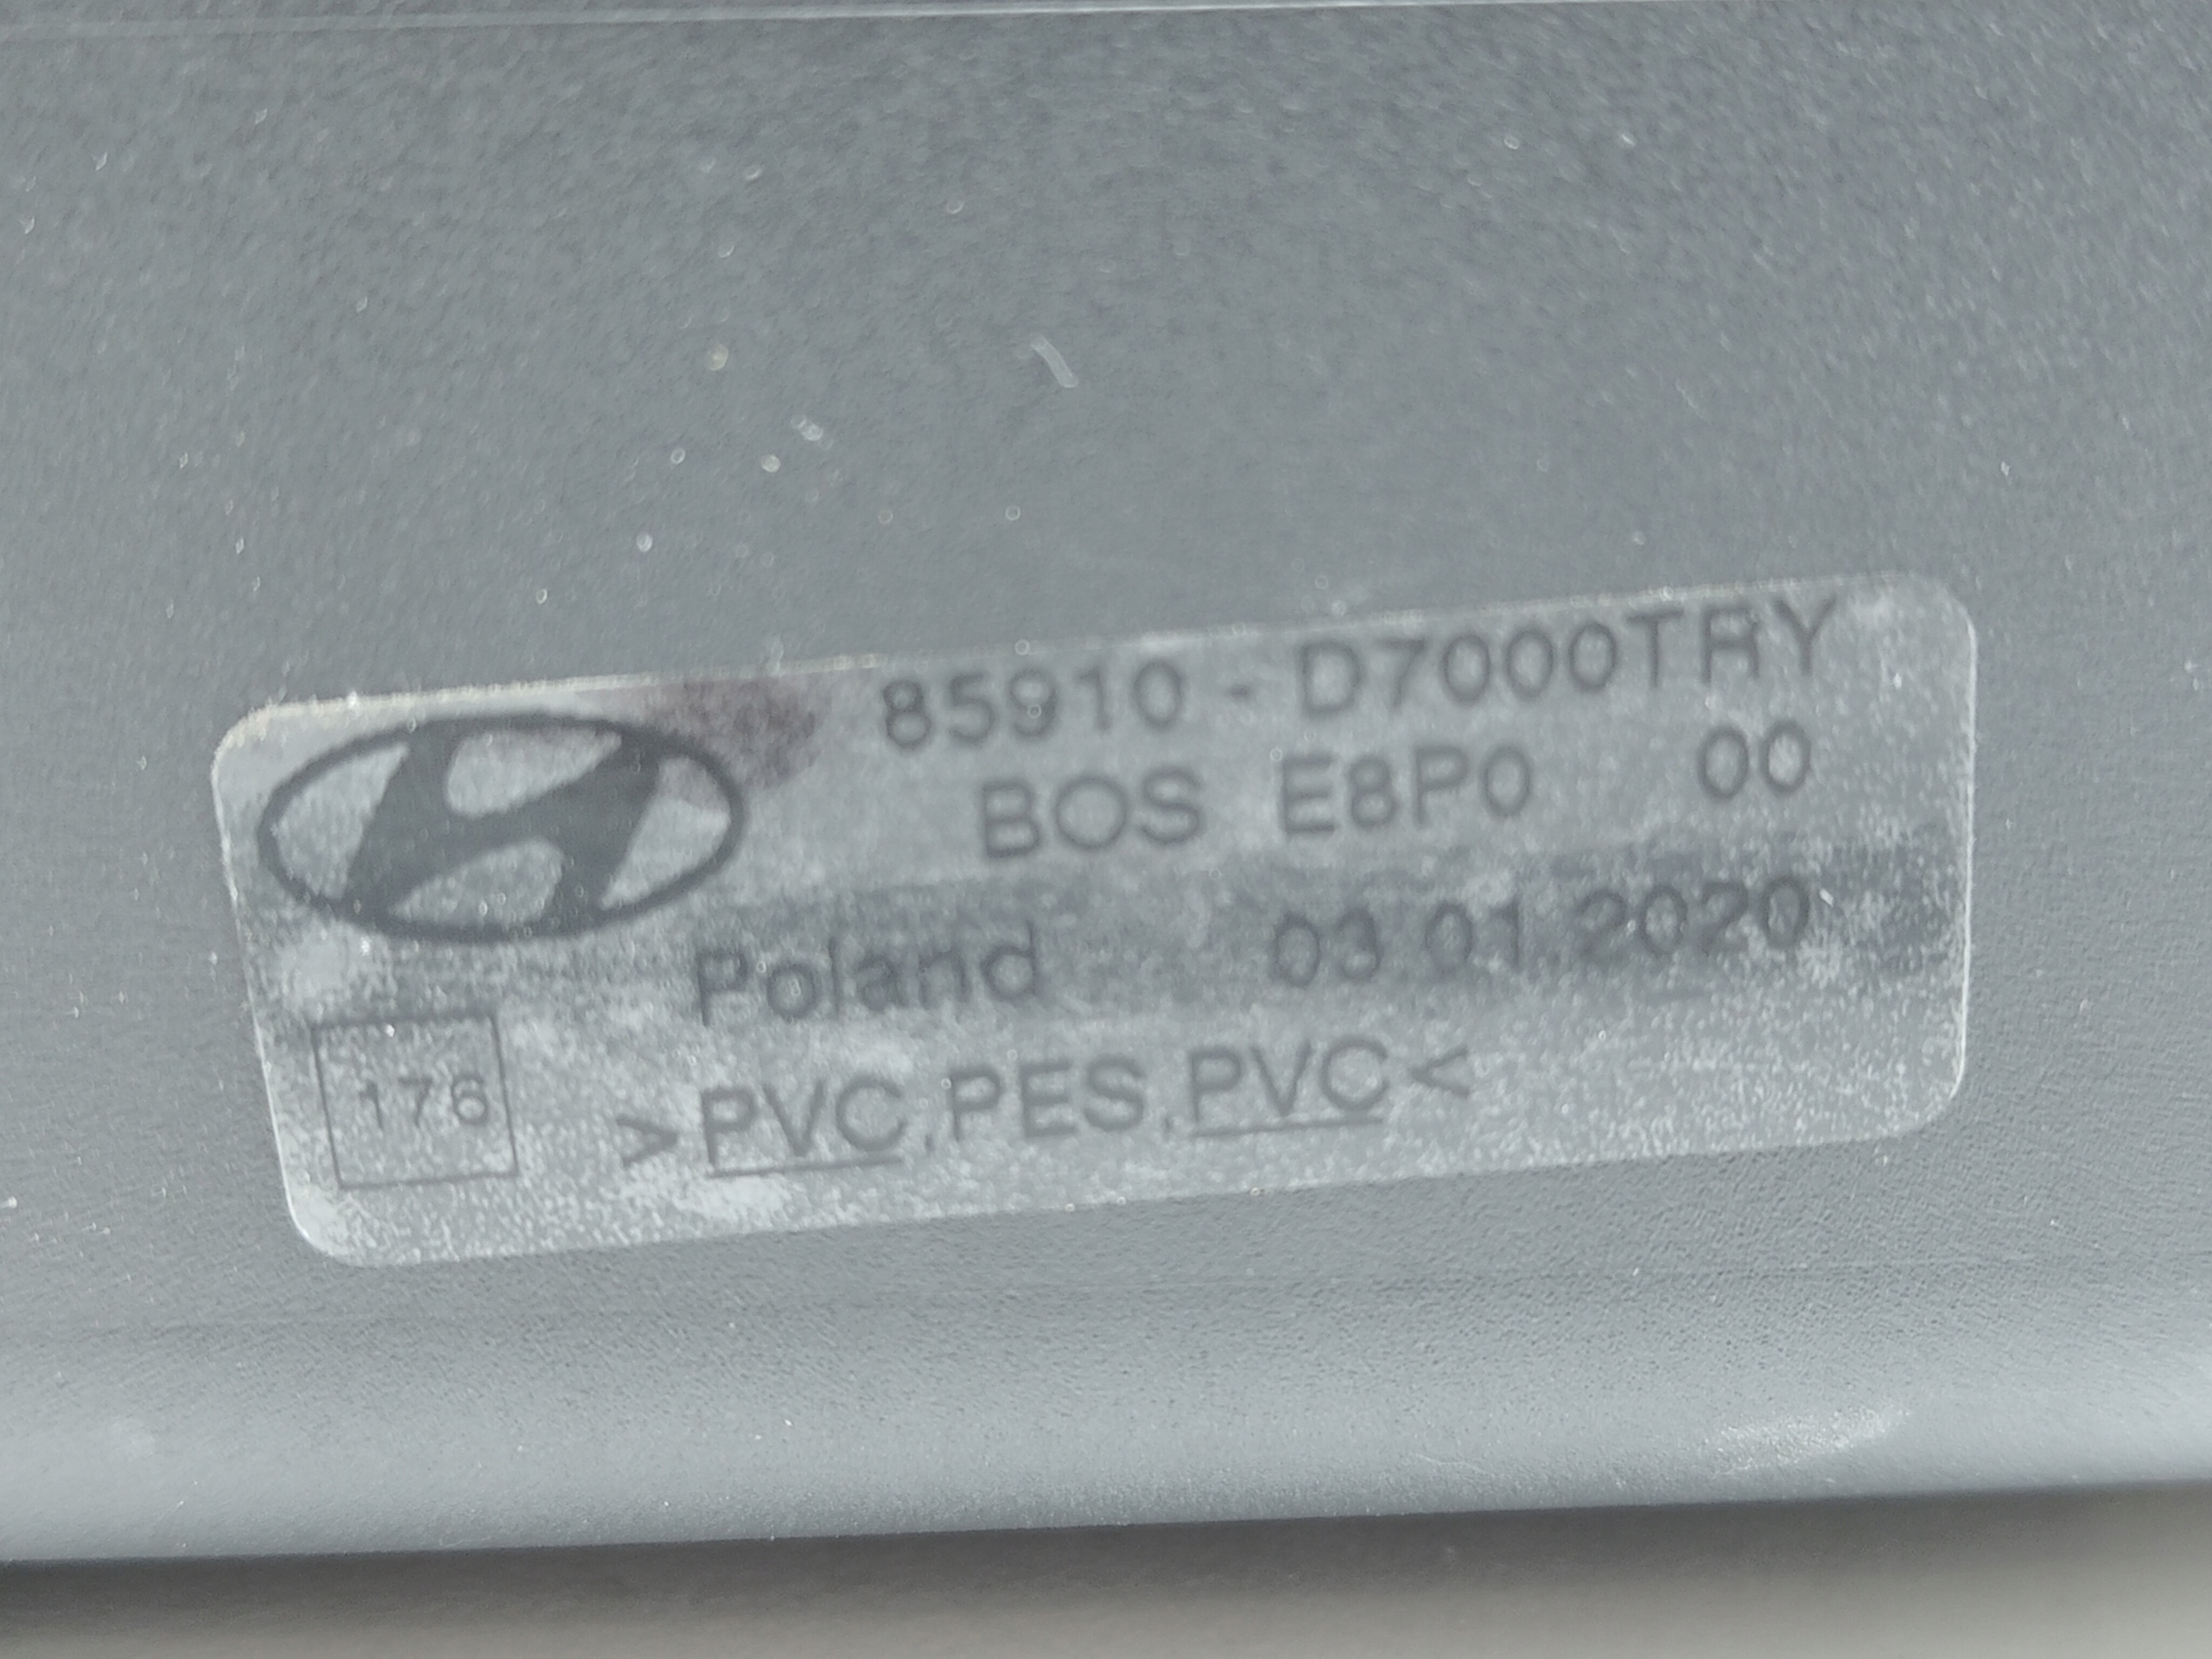 85910 - D7000TRY
BOS E8P0 00
Poland 03.01.2020
176
>PVC,PES,PVC<